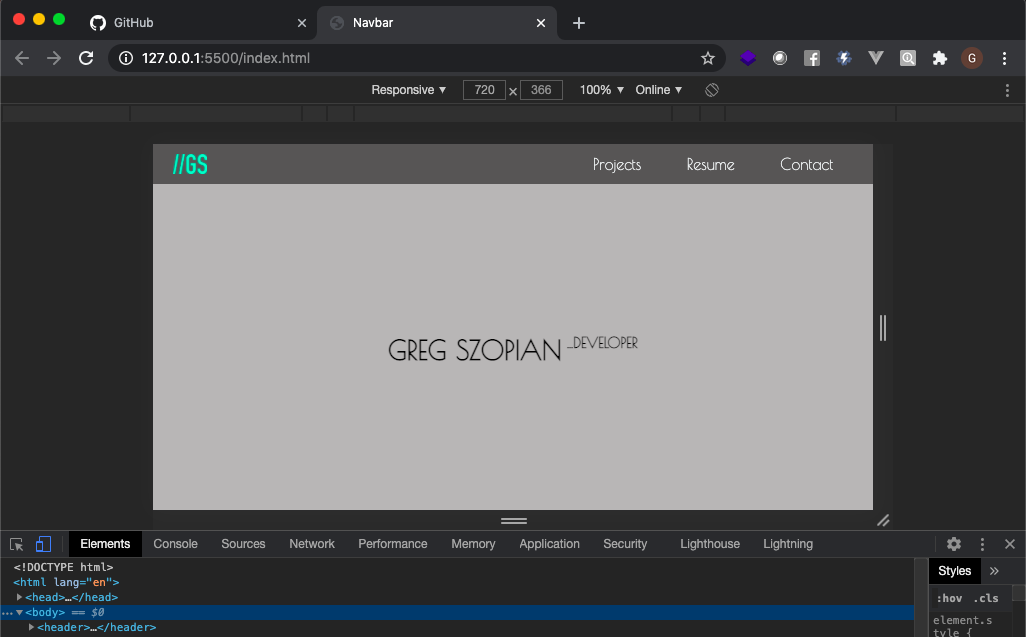 GitHub
Navbar
127.0.0.1:5500/index.html
G
Responsive 720 × 366 100% Online
//GS Projects Resume Contact
GREG SZOPIAN _DEVELOPER
Elements Console Sources Network Performance Memory Application Security Lighthouse Lightning
<!DOCTYPE html>
<html lang="en">
<head>…</head>
<body> == $0
<header>…</header>
Styles »
:hov .cls
element.s
tyle {